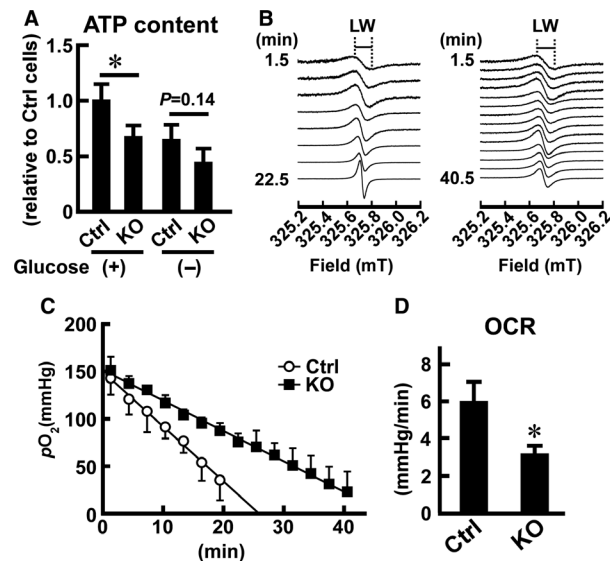 A
ATP content
(relative to Ctrl cells)
1.5
1.0
0.5
0
*
P=0.14
Ctrl KO Ctrl KO
Glucose (+) (−)
B
(min)
LW
1.5
22.5
325.2 325.4 325.6 325.8 326.0 326.2
Field (mT)
(min)
LW
1.5
40.5
325.2 325.4 325.6 325.8 326.0 326.2
Field (mT)
C
pO2(mmHg)
200
150
100
50
0
Ctrl
KO
0 10 20 30 40
(min)
D
OCR
(mmHg/min)
8
6
4
2
0
*
Ctrl KO